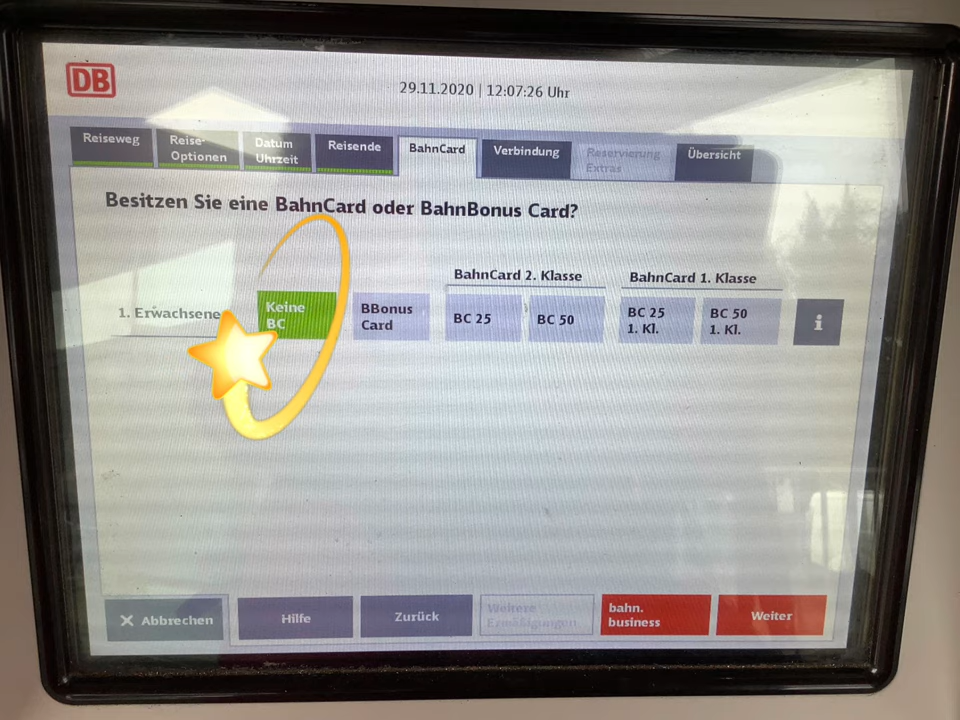 DB
29.11.2020 | 12:07:26 Uhr
Reiseweg
Reise-
Optionen
Datum
Uhrzeit
Reisende
BahnCard
Verbindung
Reservierung
Extras
Übersicht
Besitzen Sie eine BahnCard oder BahnBonus Card?
BahnCard 2. Klasse
BahnCard 1. Klasse
1. Erwachsene
Keine
BC
BBonus
Card
BC 25
BC 50
BC 25
1. Kl.
BC 50
1. Kl.
i
X Abbrechen
Hilfe
Zurück
Weitere
Ermäßigungen
bahn.
business
Weiter